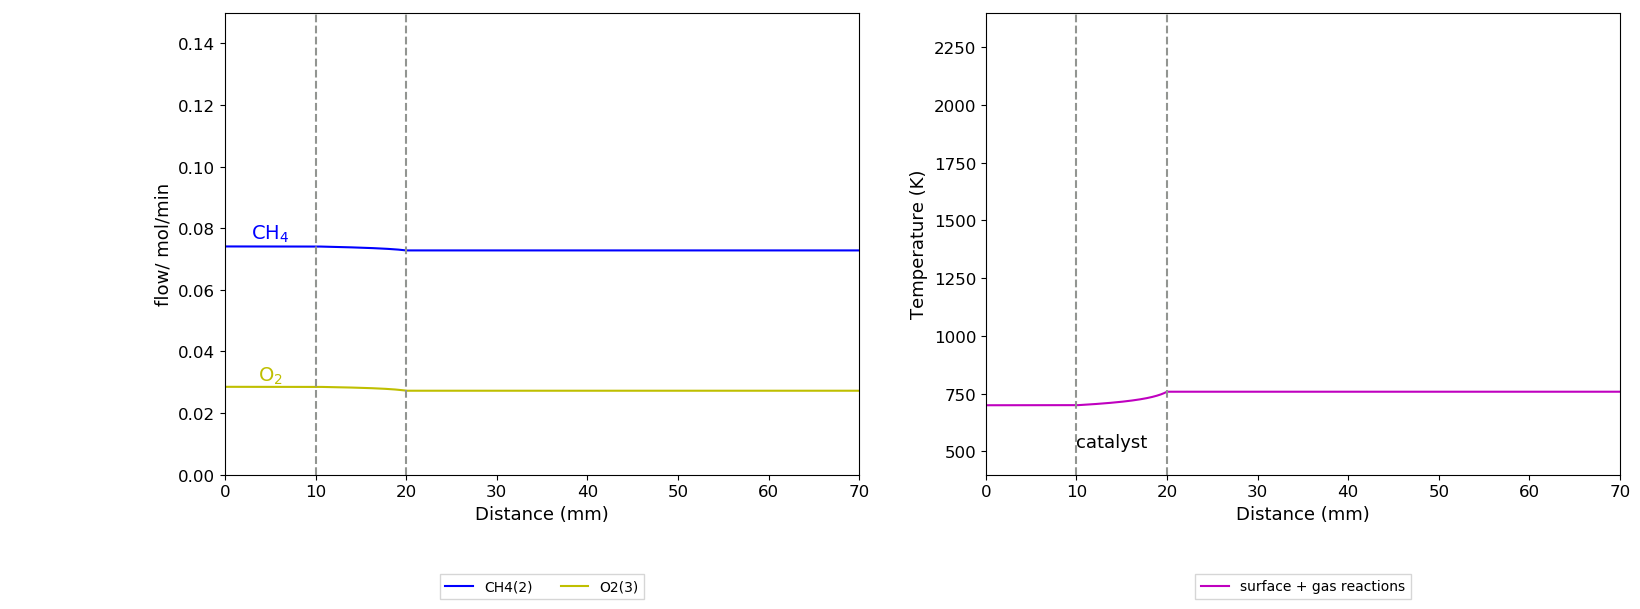 0.14
0.12
0.10
0.08
0.06
0.04
0.02
0.00
flow/ mol/min
CH4
O2
0 10 20 30 40 50 60 70
Distance (mm)
CH4(2) O2(3)
2250
2000
1750
1500
1250
1000
750
500
Temperature (K)
catalyst
0 10 20 30 40 50 60 70
Distance (mm)
surface + gas reactions